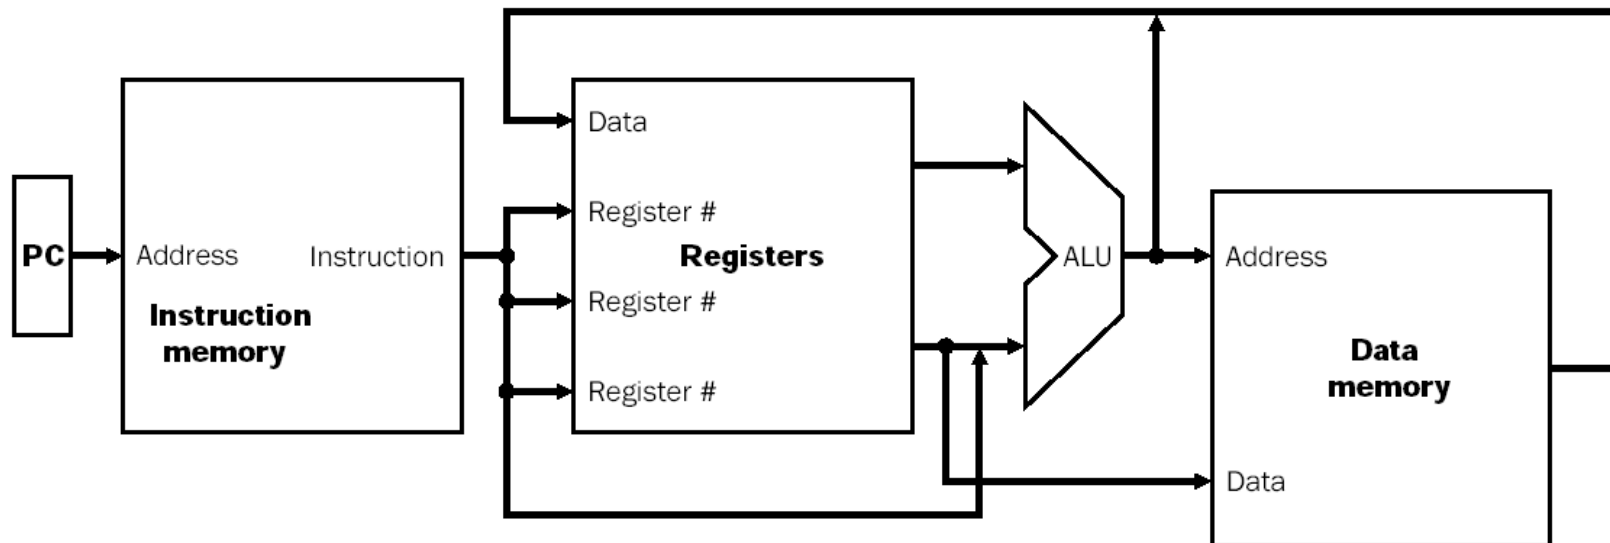 Data
Register #
PC
Address
Instruction
Registers
ALU
Address
Register #
Instruction
memory
Data
memory
Register #
Data